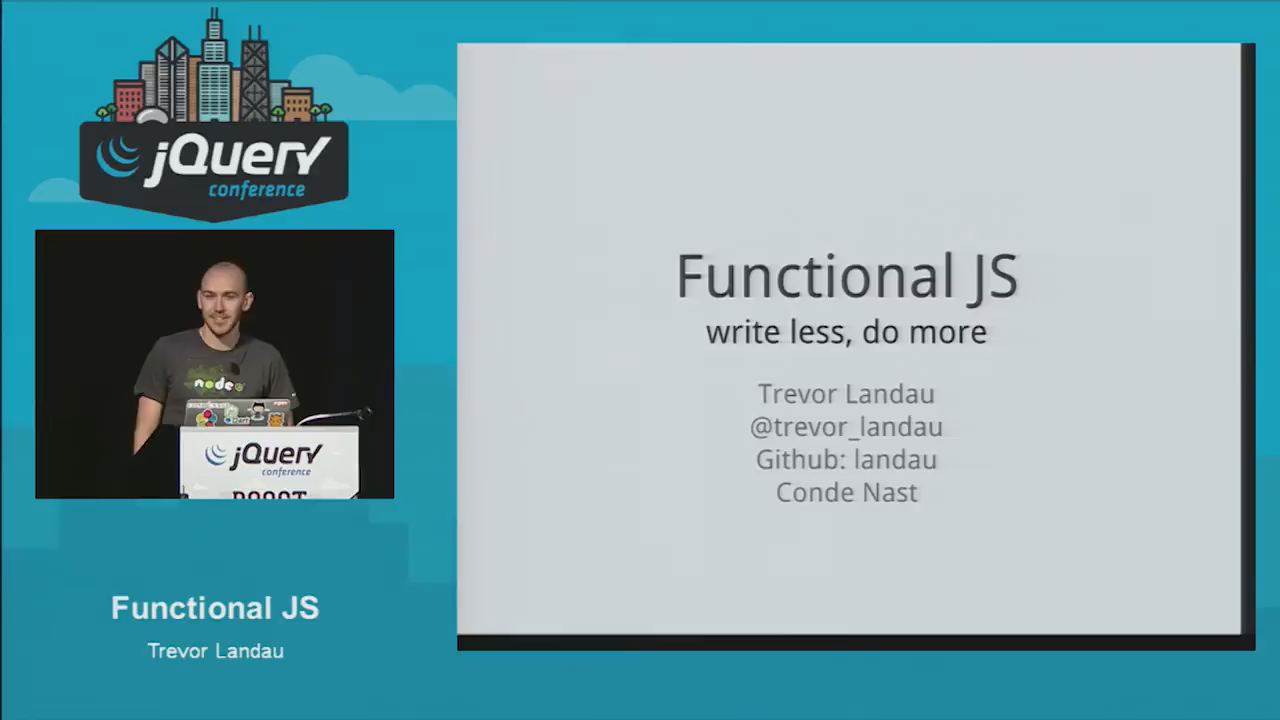 jQuery
conference
Functional JS
write less, do more
Trevor Landau
@trevor_landau
Github: landau
Conde Nast
node
jQuery
conference
Functional JS
Trevor Landau